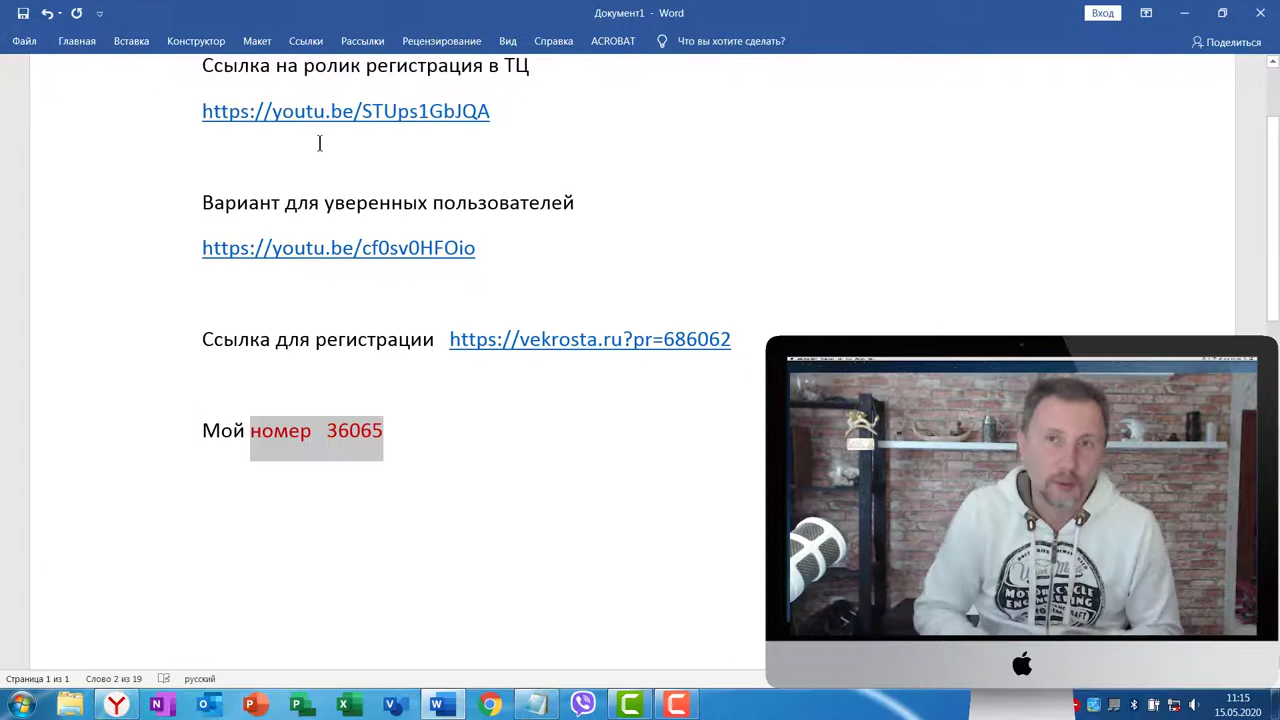 Документ1 - Word
Вход
Файл Главная Вставка Конструктор Макет Ссылки Рассылки Рецензирование Вид Справка ACROBAT Что вы хотите сделать? Поделиться
Ссылка на ролик регистрация в ТЦ
https://youtu.be/STUps1GbJQA
Вариант для уверенных пользователей
https://youtu.be/cf0sv0HFOio
Ссылка для регистрации https://vekrosta.ru?pr=686062
Мой номер 36065
MOTORCYCLE
ENGINEERING
Страница 1 из 1 Слово 2 из 19 русский
11:15
15.05.2020